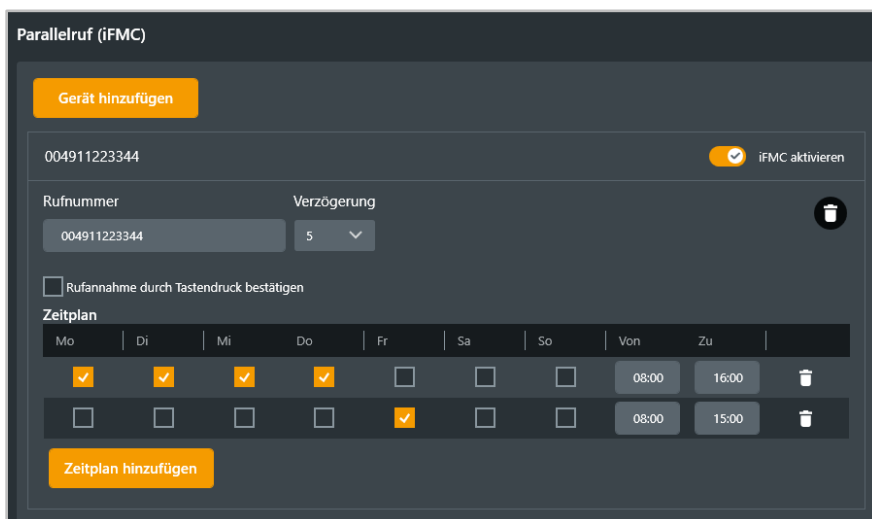 Parallelruf (iFMC)
Gerät hinzufügen
004911223344 iFMC aktivieren
Rufnummer Verzögerung
004911223344 5
Rufannahme durch Tastendruck bestätigen
Zeitplan
Mo Di Mi Do Fr Sa So Von Zu
08:00 16:00
08:00 15:00
Zeitplan hinzufügen